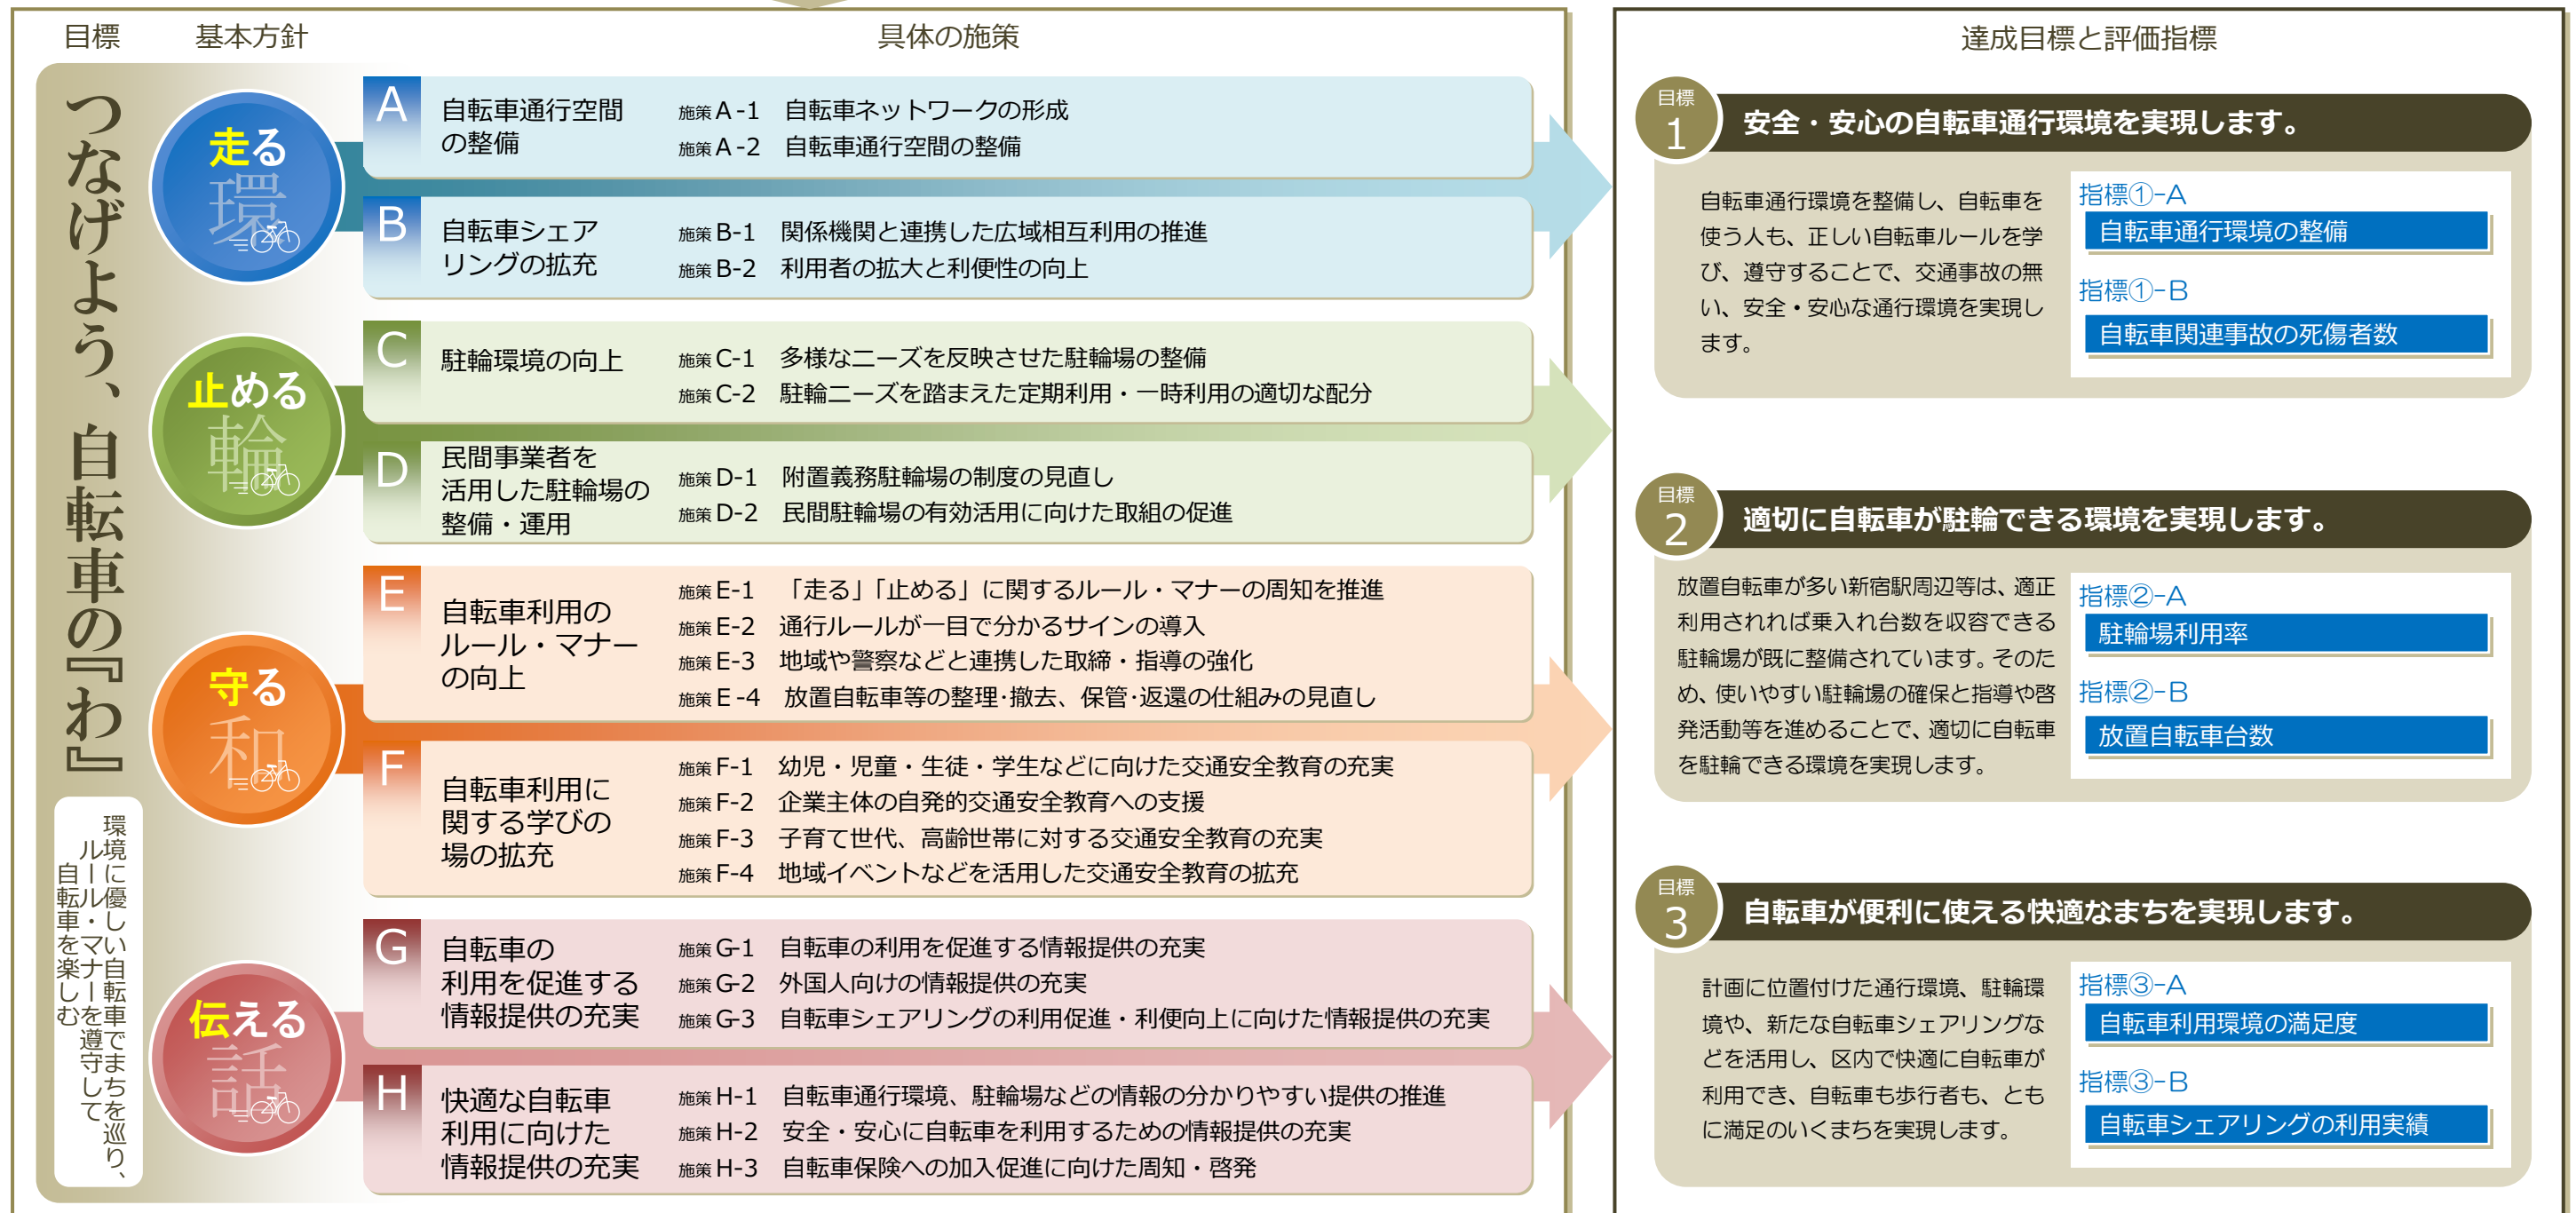 目標
基本方針
具体の施策
つなげよう、自転車の『わ』
環境に優しい自転車でまちを巡り、
ルール・マナーを遵守して
自転車を楽しむ
走る
環
A
自転車通行空間
の整備
施策A-1 自転車ネットワークの形成
施策A-2 自転車通行空間の整備
B
自転車シェア
リングの拡充
施策B-1 関係機関と連携した広域相互利用の推進
施策B-2 利用者の拡大と利便性の向上
止める
輪
C
駐輪環境の向上
施策C-1 多様なニーズを反映させた駐輪場の整備
施策C-2 駐輪ニーズを踏まえた定期利用・一時利用の適切な配分
D
民間事業者を
活用した駐輪場の
整備・運用
施策D-1 附置義務駐輪場の制度の見直し
施策D-2 民間駐輪場の有効活用に向けた取組の促進
守る
和
E
自転車利用の
ルール・マナー
の向上
施策E-1 「走る」「止める」に関するルール・マナーの周知を推進
施策E-2 通行ルールが一目で分かるサインの導入
施策E-3 地域や警察などと連携した取締・指導の強化
施策E-4 放置自転車等の整理・撤去、保管・返還の仕組みの見直し
F
自転車利用に
関する学びの
場の拡充
施策F-1 幼児・児童・生徒・学生などに向けた交通安全教育の充実
施策F-2 企業主体の自発的交通安全教育への支援
施策F-3 子育て世代、高齢世帯に対する交通安全教育の充実
施策F-4 地域イベントなどを活用した交通安全教育の拡充
伝える
話
G
自転車の
利用を促進する
情報提供の充実
施策G-1 自転車の利用を促進する情報提供の充実
施策G-2 外国人向けの情報提供の充実
施策G-3 自転車シェアリングの利用促進・利便向上に向けた情報提供の充実
H
快適な自転車
利用に向けた
情報提供の充実
施策H-1 自転車通行環境、駐輪場などの情報の分かりやすい提供の推進
施策H-2 安全・安心に自転車を利用するための情報提供の充実
施策H-3 自転車保険への加入促進に向けた周知・啓発
達成目標と評価指標
目標
1
安全・安心の自転車通行環境を実現します。
自転車通行環境を整備し、自転車を
使う人も、正しい自転車ルールを学
び、遵守することで、交通事故の無
い、安全・安心な通行環境を実現し
ます。
指標①-A
自転車通行環境の整備
指標①-B
自転車関連事故の死傷者数
目標
2
適切に自転車が駐輪できる環境を実現します。
放置自転車が多い新宿駅周辺等は、適正
利用されれば乗入れ台数を収容できる
駐輪場が既に整備されています。そのた
め、使いやすい駐輪場の確保と指導や啓
発活動等を進めることで、適切に自転車
を駐輪できる環境を実現します。
指標②-A
駐輪場利用率
指標②-B
放置自転車台数
目標
3
自転車が便利に使える快適なまちを実現します。
計画に位置付けた通行環境、駐輪環
境や、新たな自転車シェアリングな
どを活用し、区内で快適に自転車が
利用でき、自転車も歩行者も、とも
に満足のいくまちを実現します。
指標③-A
自転車利用環境の満足度
指標③-B
自転車シェアリングの利用実績